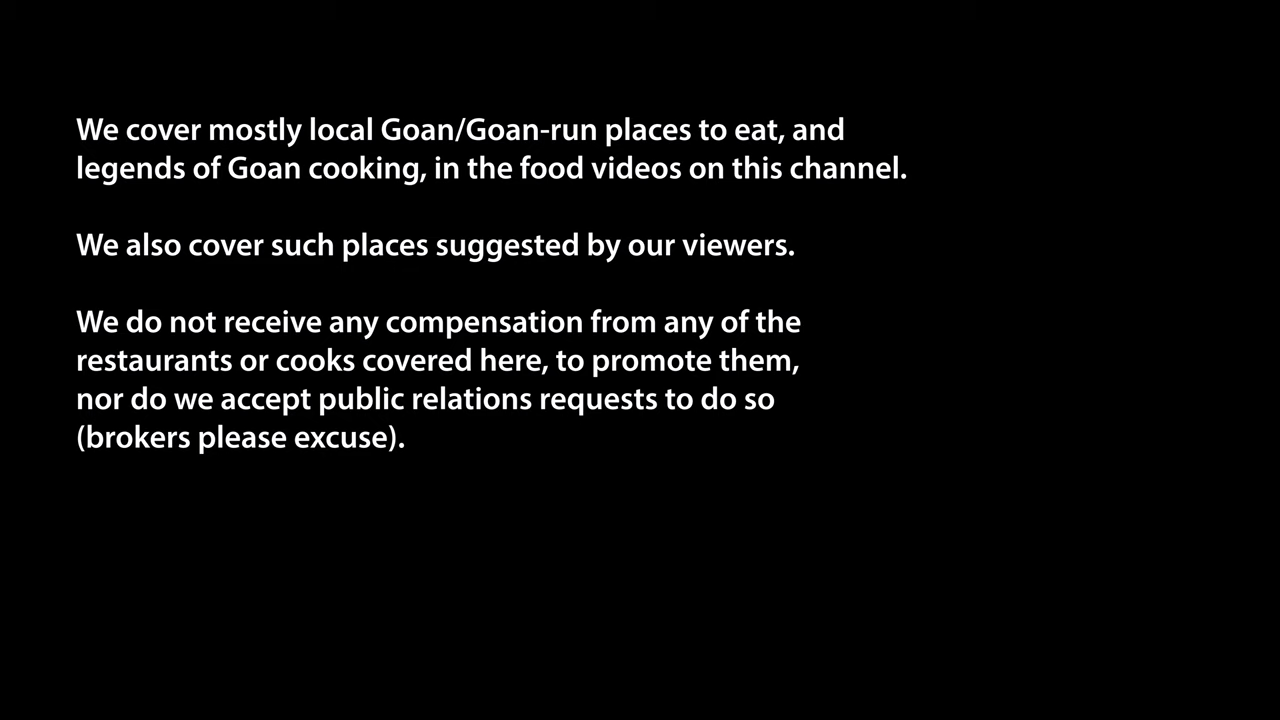 We cover mostly local Goan/Goan-run places to eat, and
legends of Goan cooking, in the food videos on this channel.
We also cover such places suggested by our viewers.
We do not receive any compensation from any of the
restaurants or cooks covered here, to promote them,
nor do we accept public relations requests to do so
(brokers please excuse).